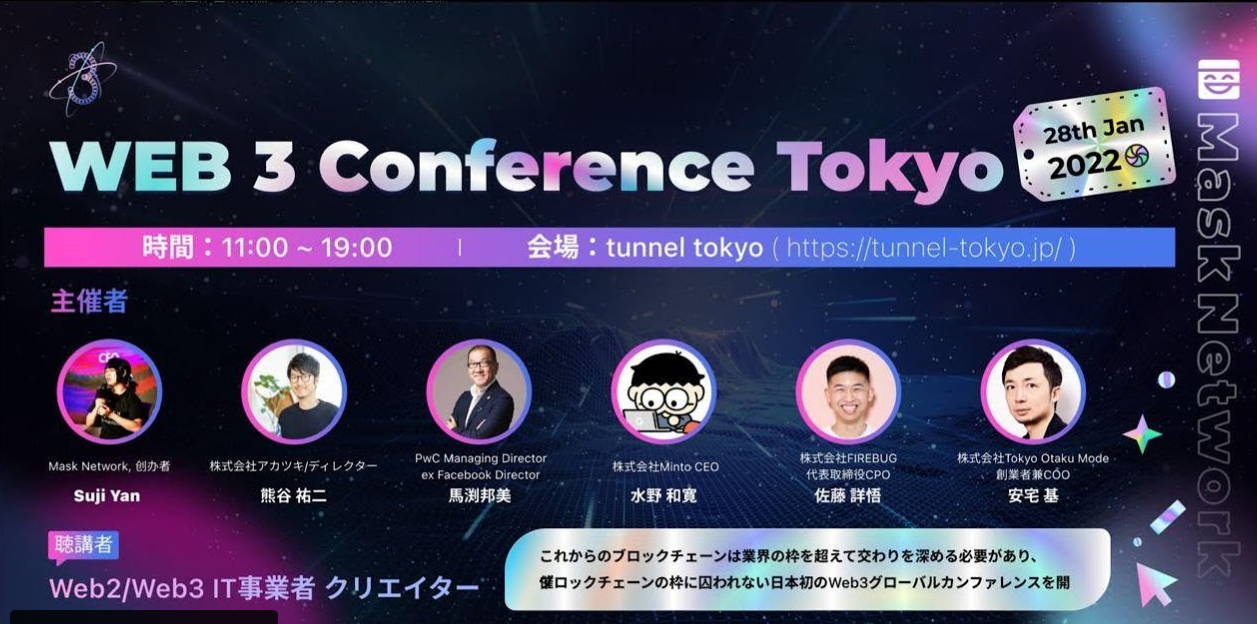 WEB 3 Conference Tokyo
28th Jan
2022
Mask Network
時間：11:00 ~ 19:00 | 会場：tunnel tokyo ( https://tunnel-tokyo.jp/ )
主催者
CEO
Mask Network, 创办者
Suji Yan
株式会社アカツキ/ディレクター
熊谷 祐二
PwC Managing Director
ex Facebook Director
馬渕邦美
株式会社Minto CEO
水野 和寛
株式会社FIREBUG
代表取締役CPO
佐藤 詳悟
株式会社Tokyo Otaku Mode
創業者兼COO
安宅 基
聴講者
Web2/Web3 IT事業者 クリエイター
これからのブロックチェーンは業界の枠を超えて交わりを深める必要があり、
ロックチェーンの枠に囚われない日本初のWeb3グローバルカンファレンスを開